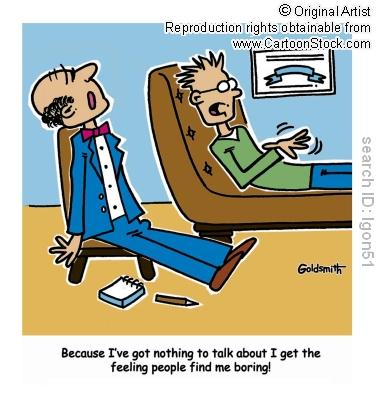 © Original Artist
Reproduction rights obtainable from
www.CartoonStock.com
search ID: lgon51
Goldsmith
Because I've got nothing to talk about I get the
feeling people find me boring!